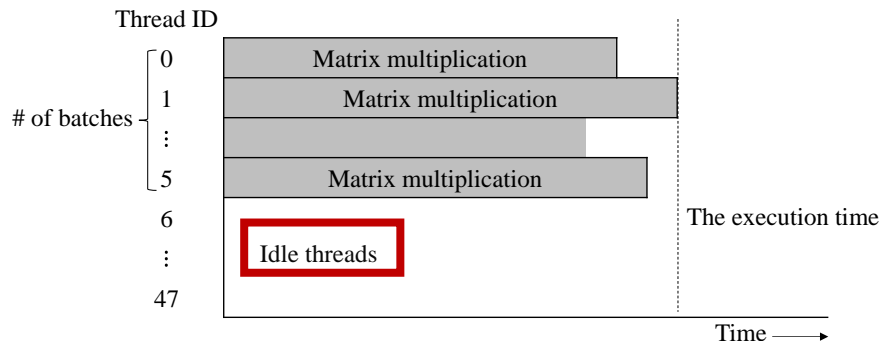 Thread ID
0
Matrix multiplication
1
Matrix multiplication
# of batches
⋮
5
Matrix multiplication
6
The execution time
Idle threads
⋮
47
Time